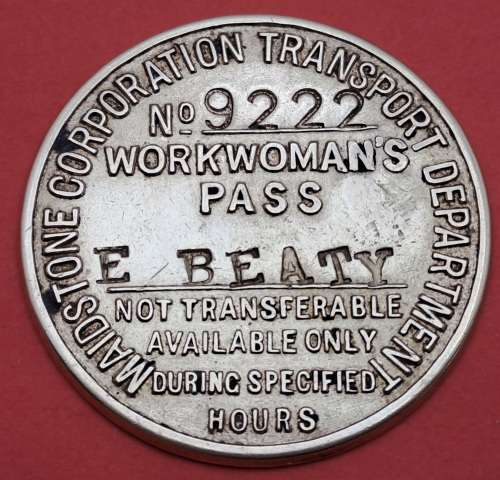 MAIDSTONE CORPORATION TRANSPORT DEPARTMENT
No 9222
WORKWOMAN'S
PASS
E BEATY
NOT TRANSFERABLE
AVAILABLE ONLY
DURING SPECIFIED
HOURS